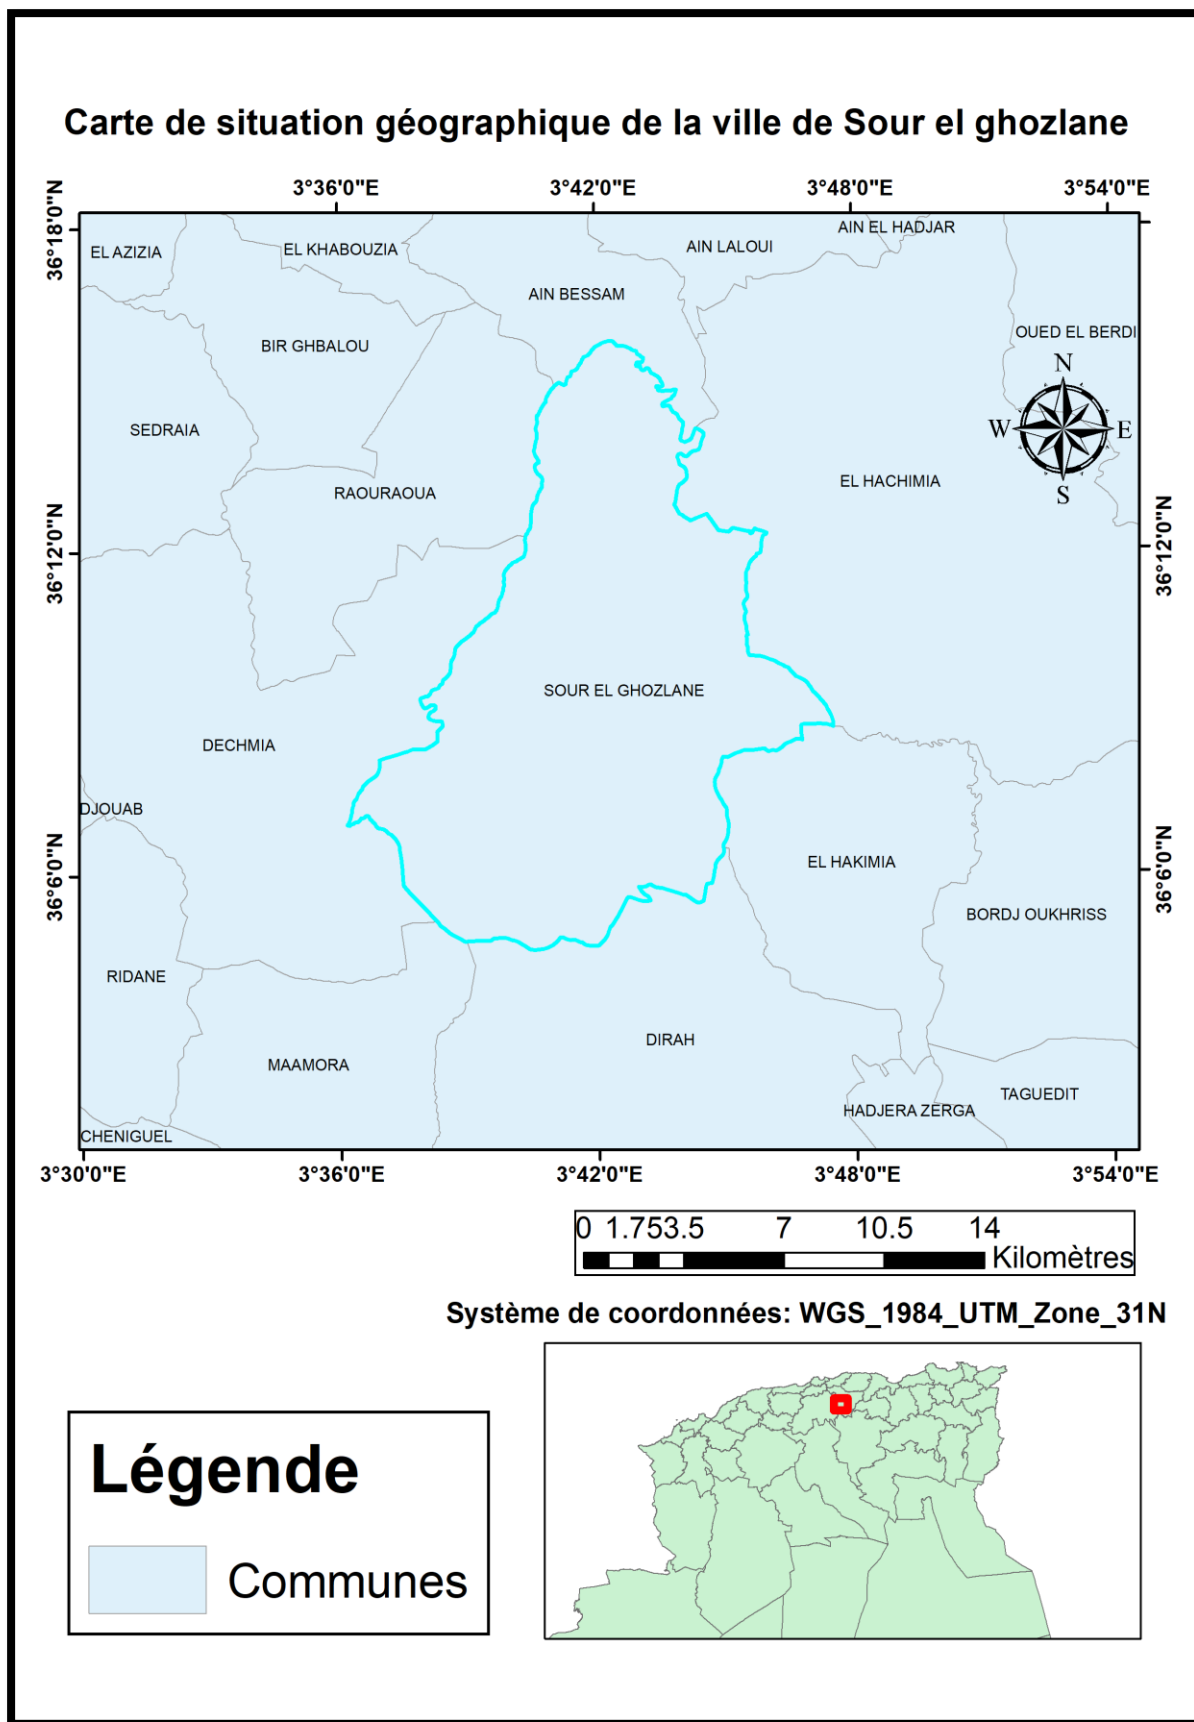 Carte de situation géographique de la ville de Sour el ghozlane
3°36'0"E 3°42'0"E 3°48'0"E 3°54'0"E
36°18'0"N
EL AZIZIA
EL KHABOUZIA
AIN LALOUI
AIN EL HADJAR
AIN BESSAM
BIR GHBALOU
OUED EL BERDI
N
W E
S
SEDRAIA
RAOURAOUA
EL HACHIMIA
36°12'0"N
36°12'0"N
SOUR EL GHOZLANE
DECHMIA
DJOUAB
EL HAKIMIA
36°6'0"N
36°6'0"N
BORDJ OUKHRISS
RIDANE
MAAMORA
DIRAH
TAGUEDIT
HADJERA ZERGA
CHENIGUEL
3°30'0"E 3°36'0"E 3°42'0"E 3°48'0"E 3°54'0"E
0 1.753.5 7 10.5 14
Kilomètres
Système de coordonnées: WGS_1984_UTM_Zone_31N
Légende
Communes